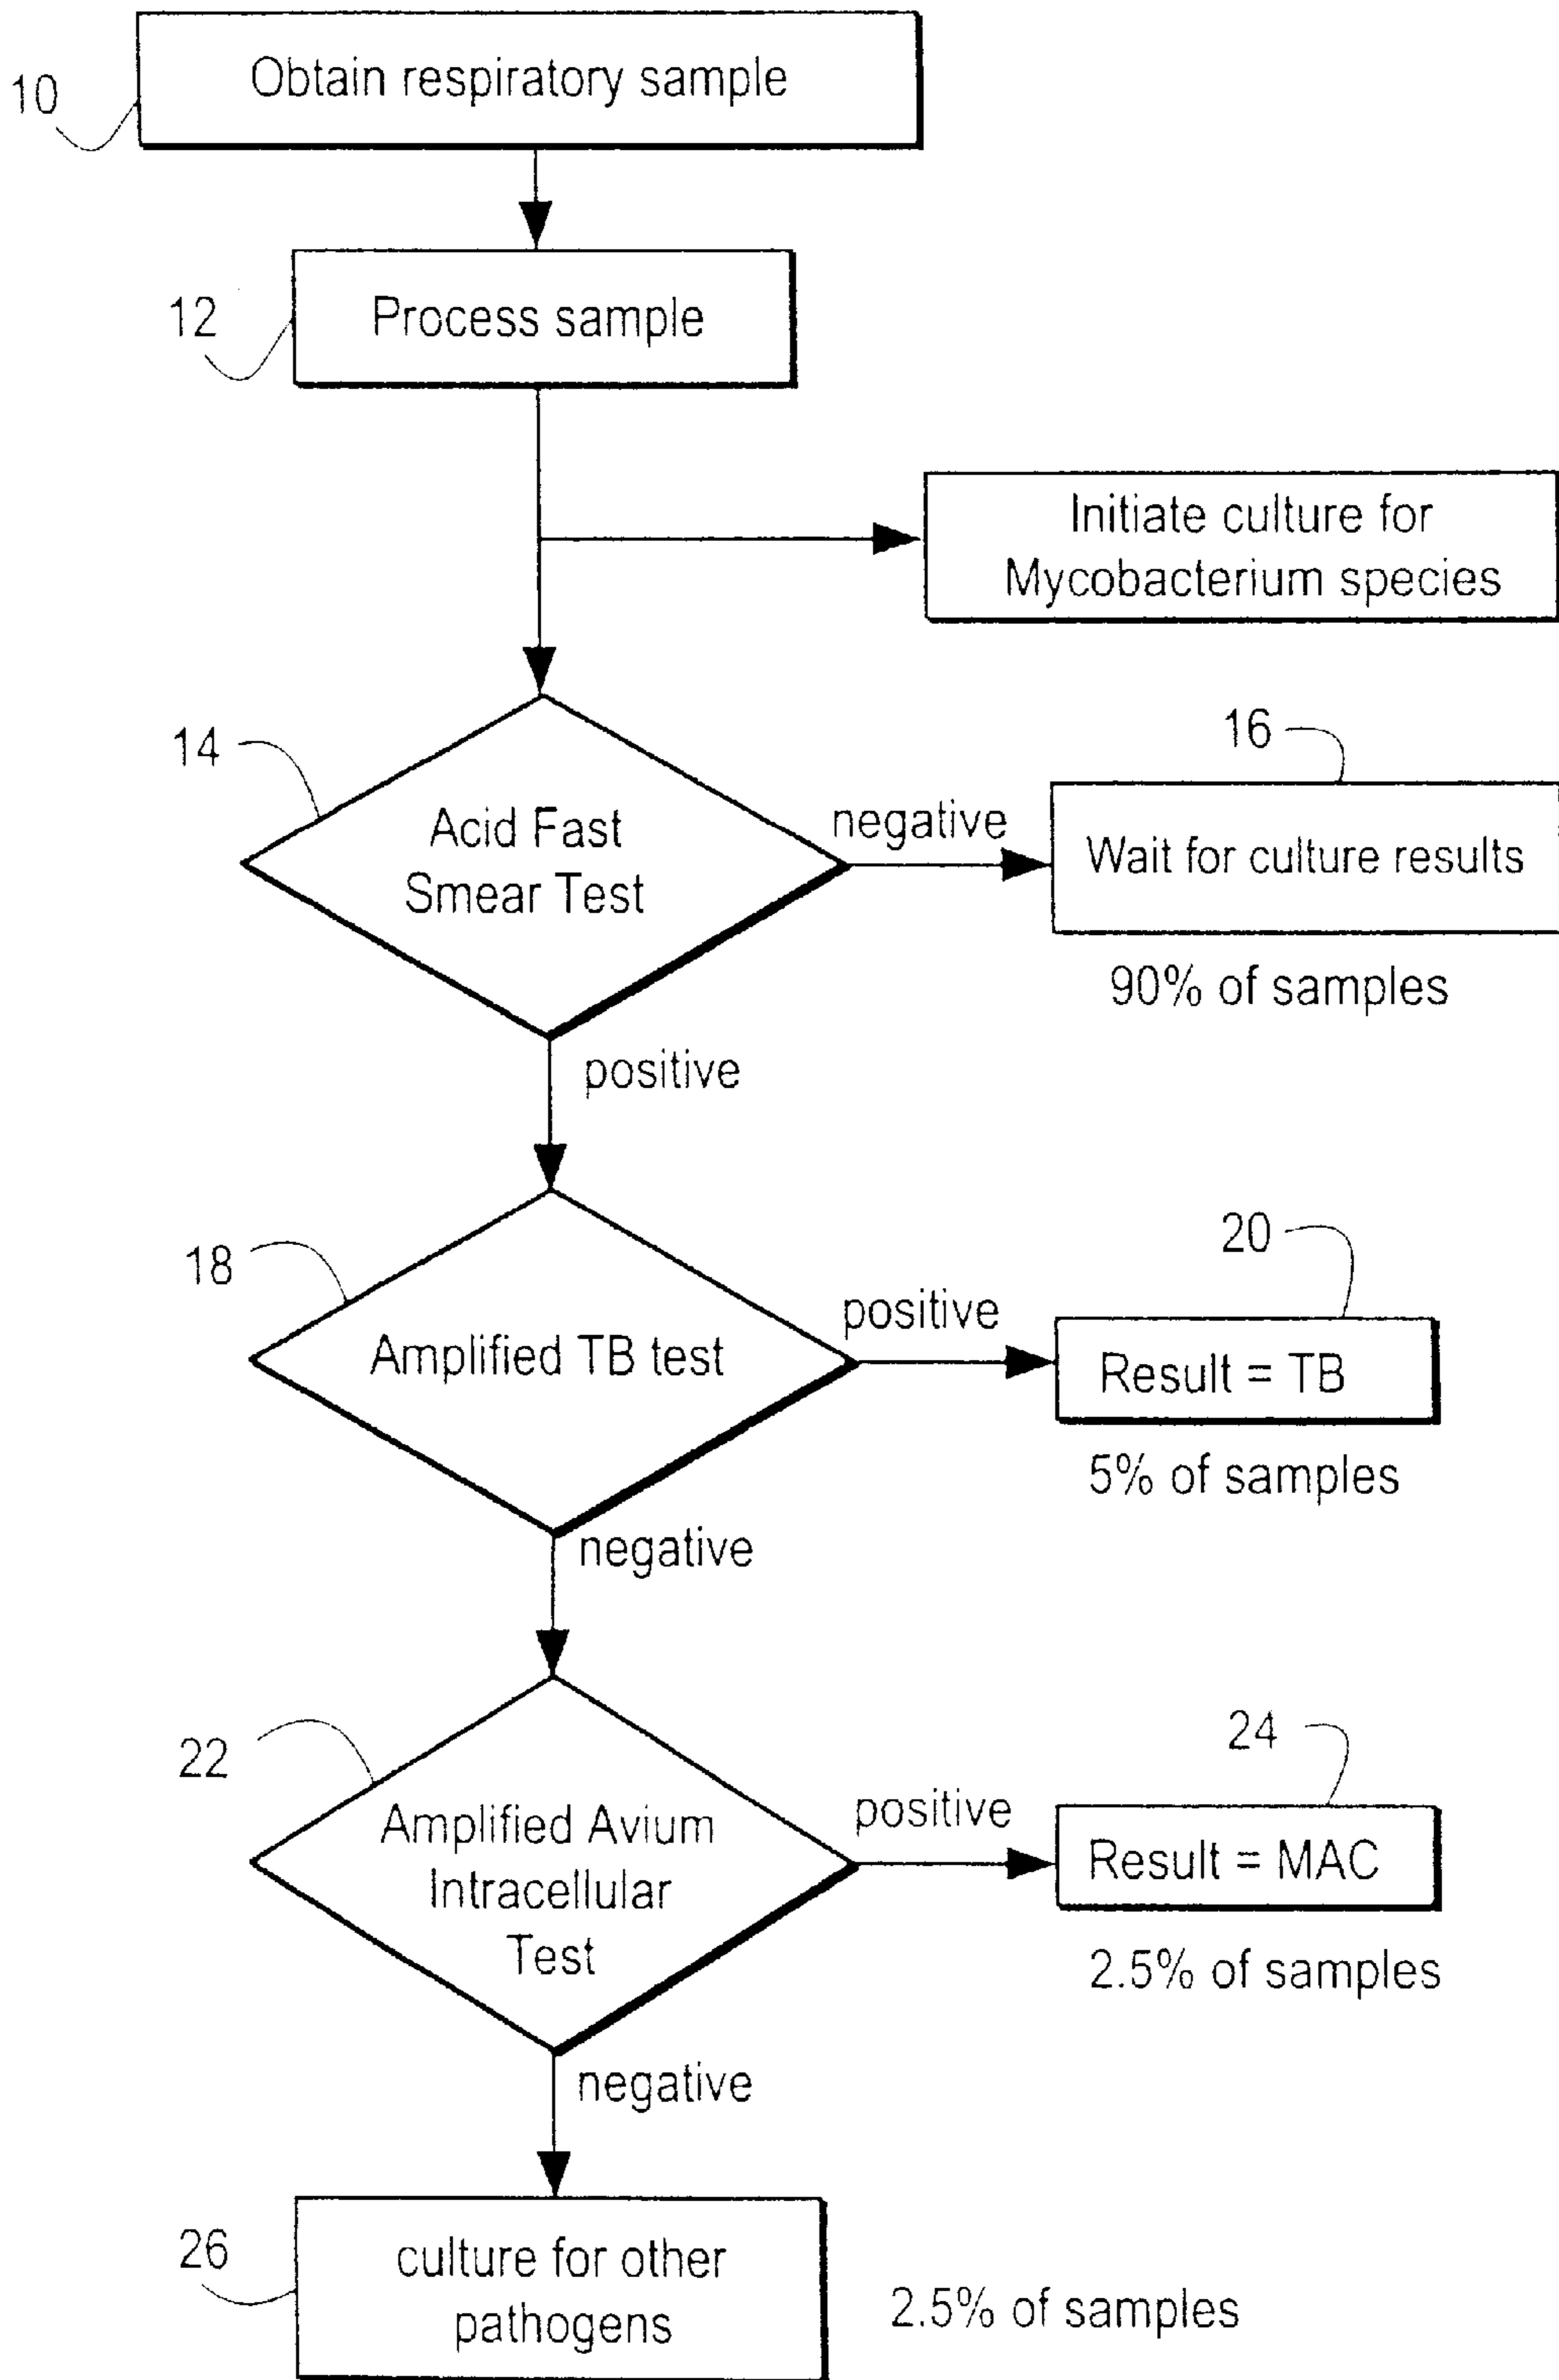 Obtain respiratory sample
10
Process sample
12
Initiate culture for
Mycobacterium species
14
Acid Fast
Smear Test
negative
16
Wait for culture results
90% of samples
positive
18
Amplified TB test
positive
20
Result = TB
5% of samples
negative
22
Amplified Avium
Intracellular
Test
positive
24
Result = MAC
2.5% of samples
negative
26
culture for other
pathogens
2.5% of samples